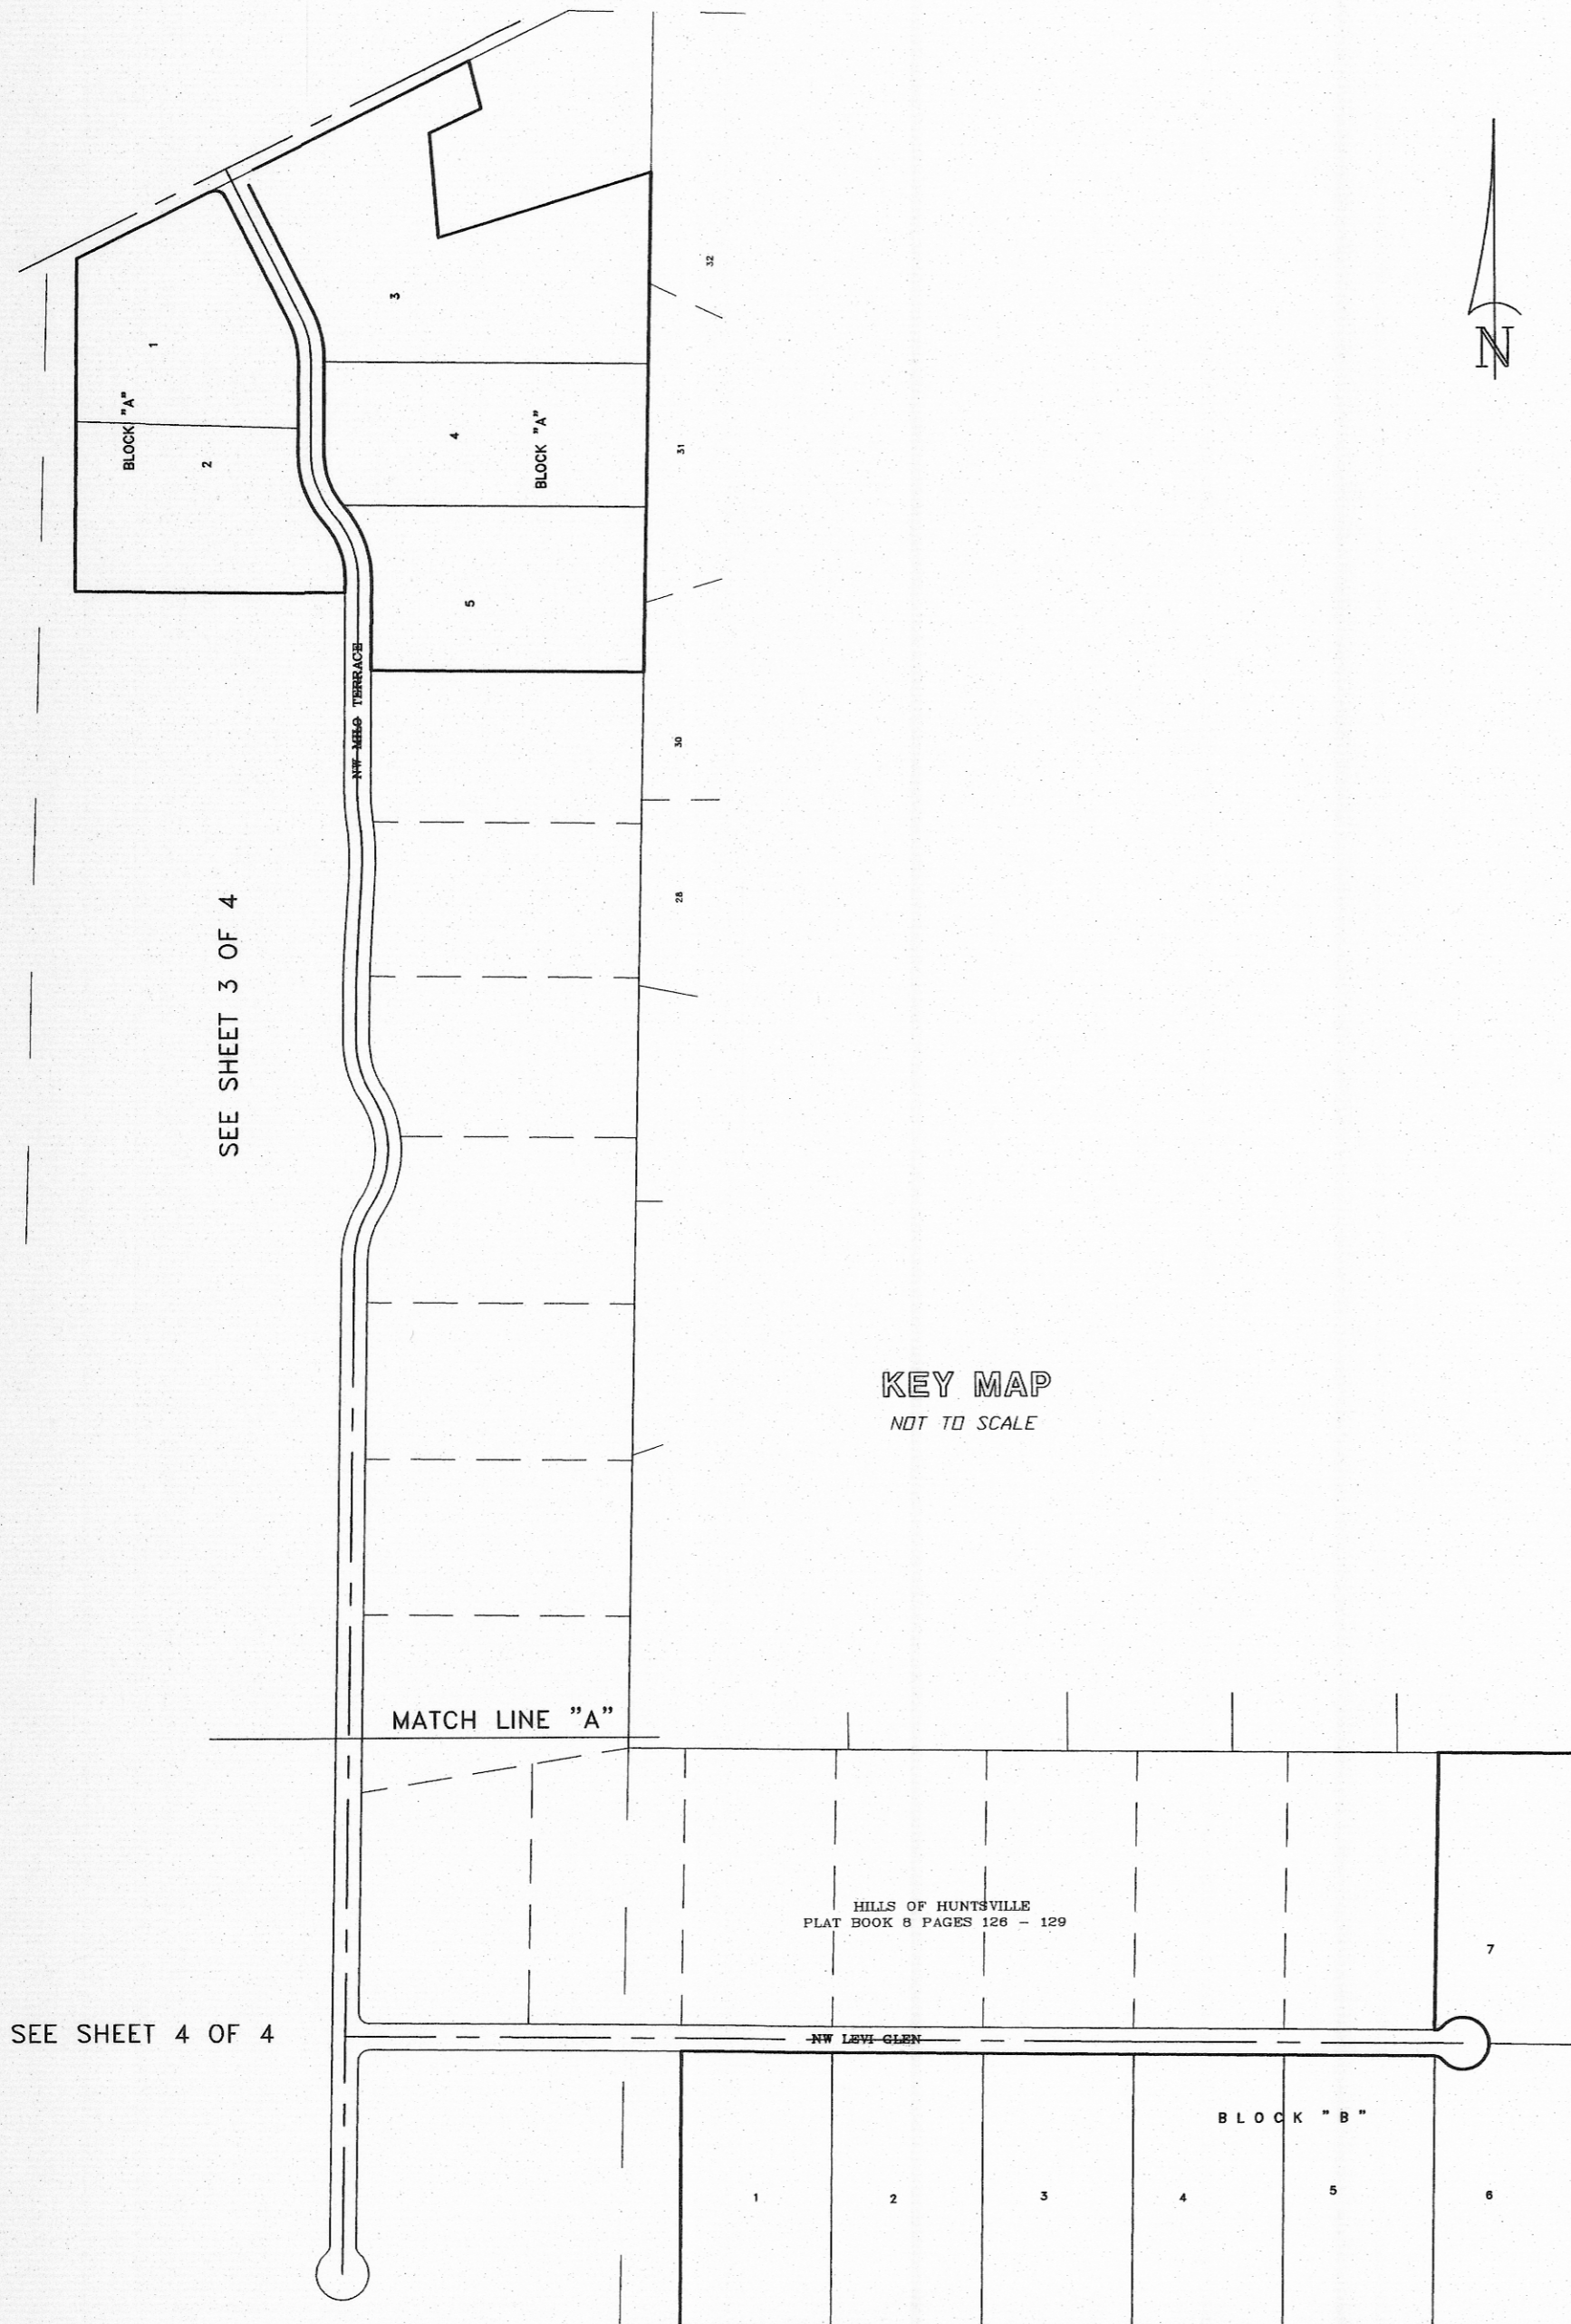 32
3
1
BLOCK "A"
4
BLOCK "A"
31
2
5
NW MILO TERRACE
30
28
SEE SHEET 3 OF 4
N
KEY MAP
NOT TO SCALE
MATCH LINE "A"
HILLS OF HUNTSVILLE
PLAT BOOK 8 PAGES 126 - 129
7
SEE SHEET 4 OF 4
NW LEVI GLEN
BLOCK "B"
1
2
3
4
5
6